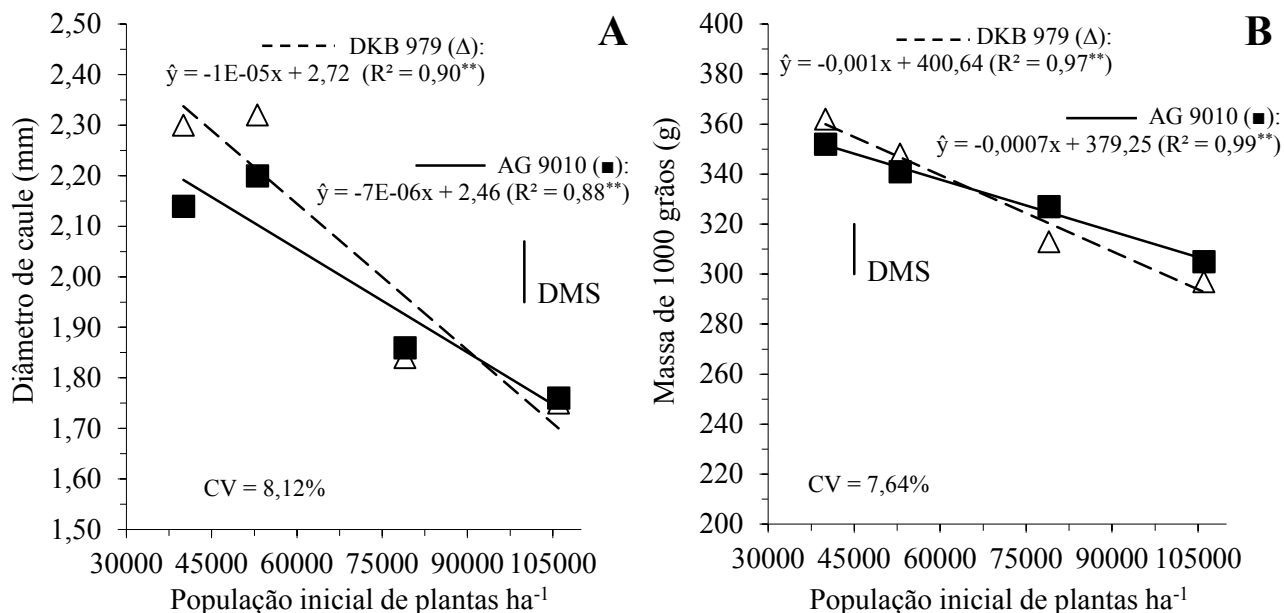 A
2,50
2,40
2,30
2,20
2,10
2,00
1,90
1,80
1,70
1,60
1,50
Diâmetro de caule (mm)
DKB 979 (Δ):
ŷ = -1E-05x + 2,72 (R² = 0,90**)
AG 9010 (■):
ŷ = -7E-06x + 2,46 (R² = 0,88**)
DMS
CV = 8,12%
30000 45000 60000 75000 90000 105000
População inicial de plantas ha⁻¹
B
400
380
360
340
320
300
280
260
240
220
200
Massa de 1000 grãos (g)
DKB 979 (Δ):
ŷ = -0,001x + 400,64 (R² = 0,97**)
AG 9010 (■):
ŷ = -0,0007x + 379,25 (R² = 0,99**)
DMS
CV = 7,64%
30000 45000 60000 75000 90000 105000
População inicial de plantas ha⁻¹